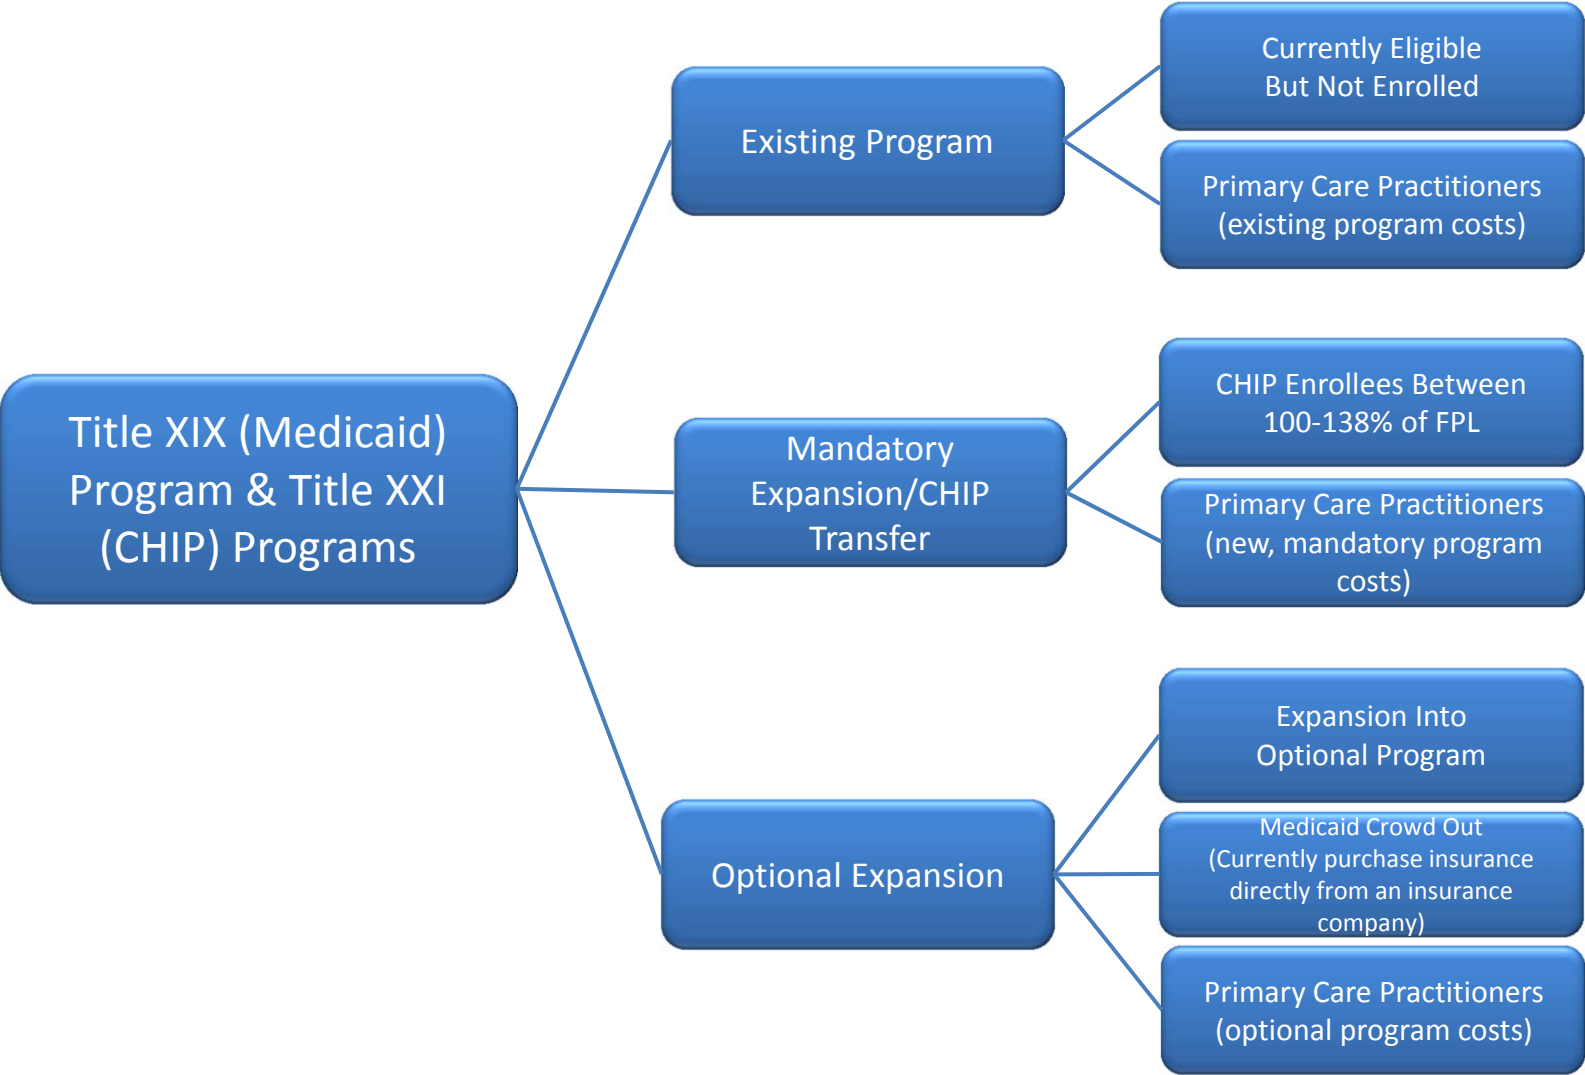 Title XIX (Medicaid)
Program & Title XXI
(CHIP) Programs
Existing Program
Currently Eligible
But Not Enrolled
Primary Care Practitioners
(existing program costs)
Mandatory
Expansion/CHIP
Transfer
CHIP Enrollees Between
100-138% of FPL
Primary Care Practitioners
(new, mandatory program
costs)
Optional Expansion
Expansion Into
Optional Program
Medicaid Crowd Out
(Currently purchase insurance
directly from an insurance
company)
Primary Care Practitioners
(optional program costs)